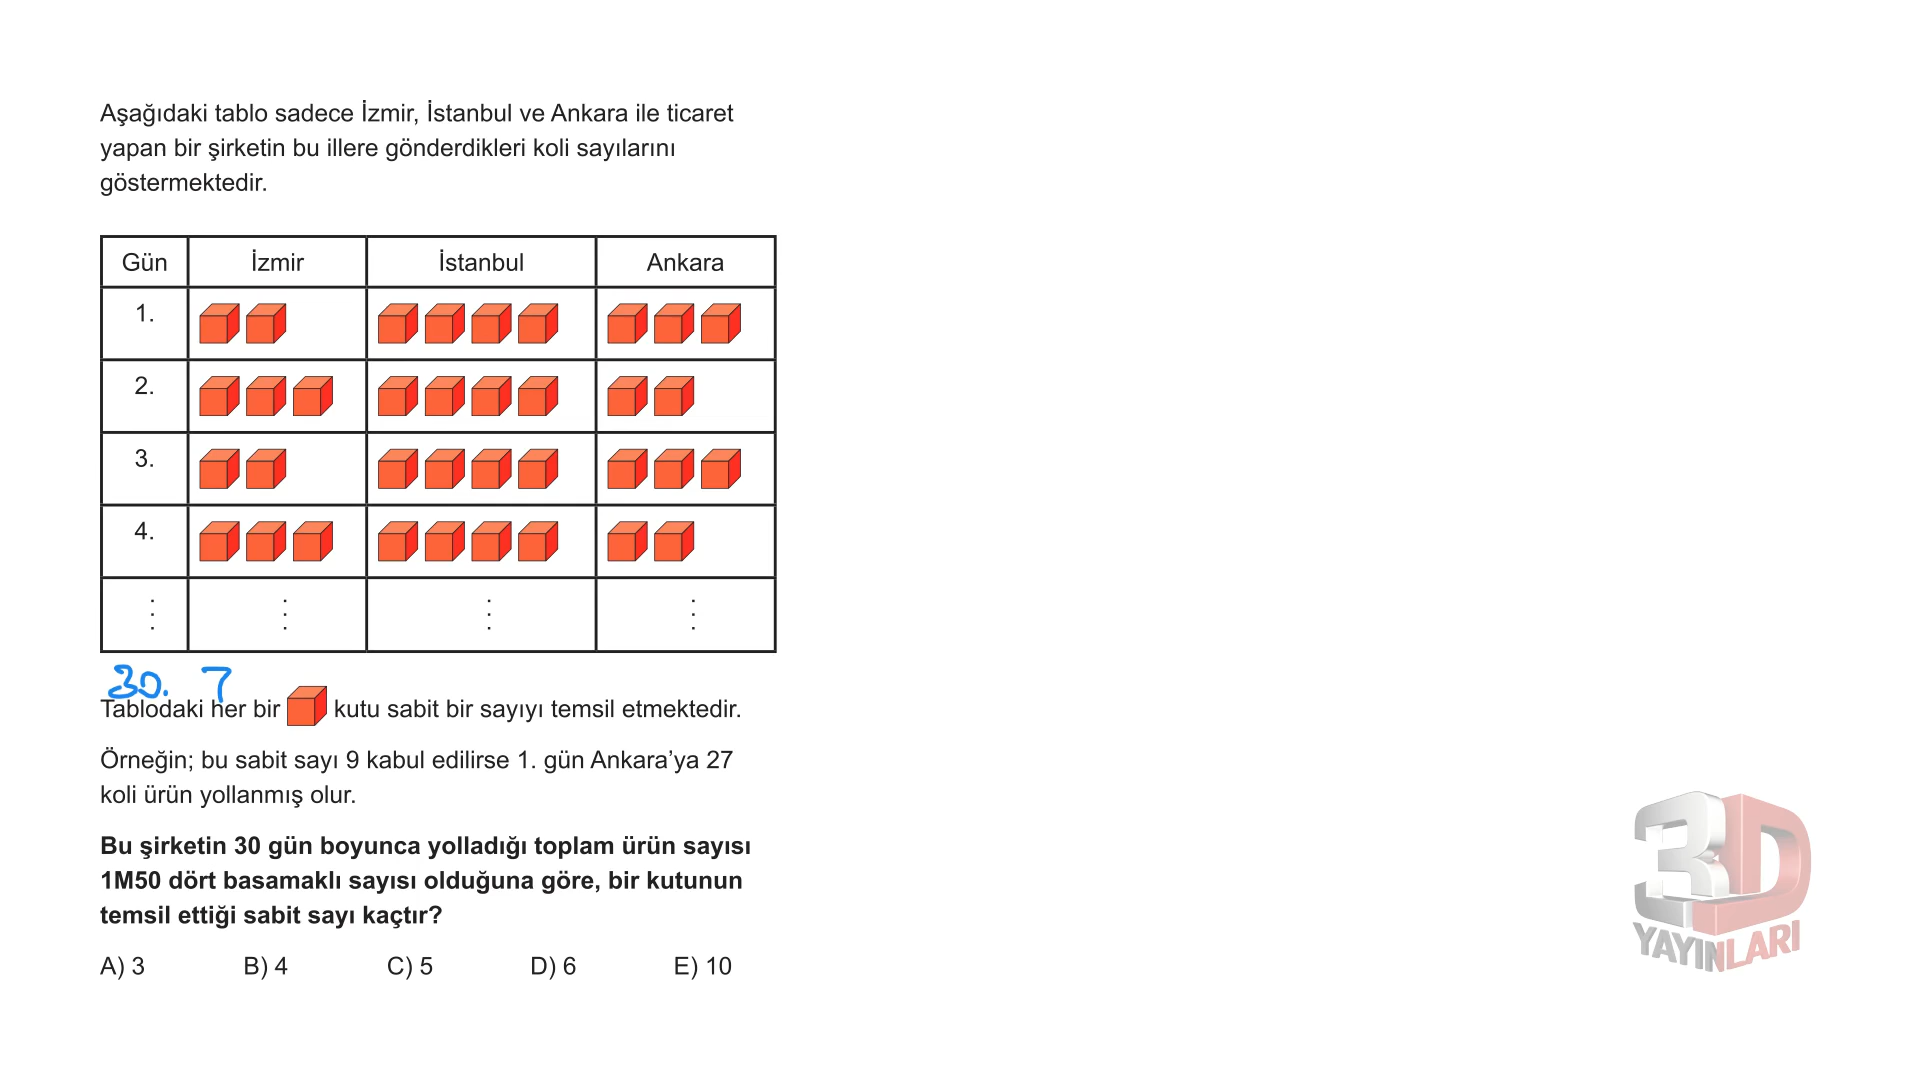 Aşağıdaki tablo sadece İzmir, İstanbul ve Ankara ile ticaret
yapan bir şirketin bu illere gönderdikleri koli sayılarını
göstermektedir.
Gün İzmir İstanbul Ankara
1.
2.
3.
4.
30. 7
Tablodaki her bir kutu sabit bir sayıyı temsil etmektedir.
Örneğin; bu sabit sayı 9 kabul edilirse 1. gün Ankara’ya 27
koli ürün yollanmış olur.
Bu şirketin 30 gün boyunca yolladığı toplam ürün sayısı
1M50 dört basamaklı sayısı olduğuna göre, bir kutunun
temsil ettiği sabit sayı kaçtır?
A) 3 B) 4 C) 5 D) 6 E) 10
3D
YAYINLARI